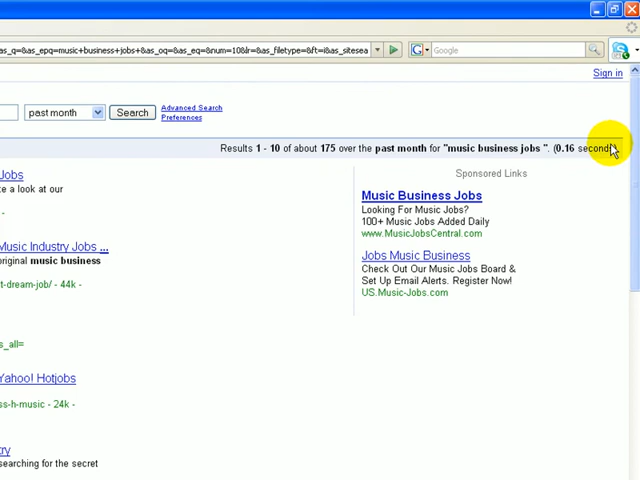 as_q=&as_epq=music+business+jobs+&as_oq=&as_eq=&num=10&lr=&as_filetype=&ft=i&as_sitesea
Google
Sign in
past month
Search
Advanced Search
Preferences
Results 1 - 10 of about 175 over the past month for "music business jobs ". (0.16 seconds)
Jobs
te a look at our
-
Sponsored Links
Music Business Jobs
Looking For Music Jobs?
100+ Music Jobs Added Daily
www.MusicJobsCentral.com
Jobs Music Business
Check Out Our Music Jobs Board &
Set Up Email Alerts. Register Now!
US.Music-Jobs.com
Music Industry Jobs ...
original music business
t-dream-job/ - 44k -
s_all=
Yahoo! Hotjobs
ss-h-music - 24k -
try
searching for the secret